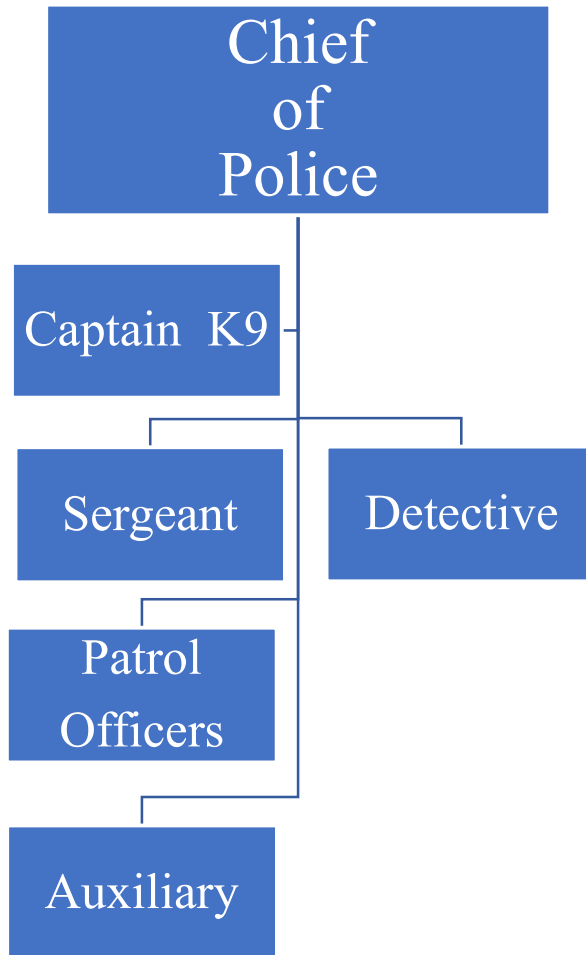 Chief
of
Police
Captain K9
Sergeant
Detective
Patrol
Officers
Auxiliary